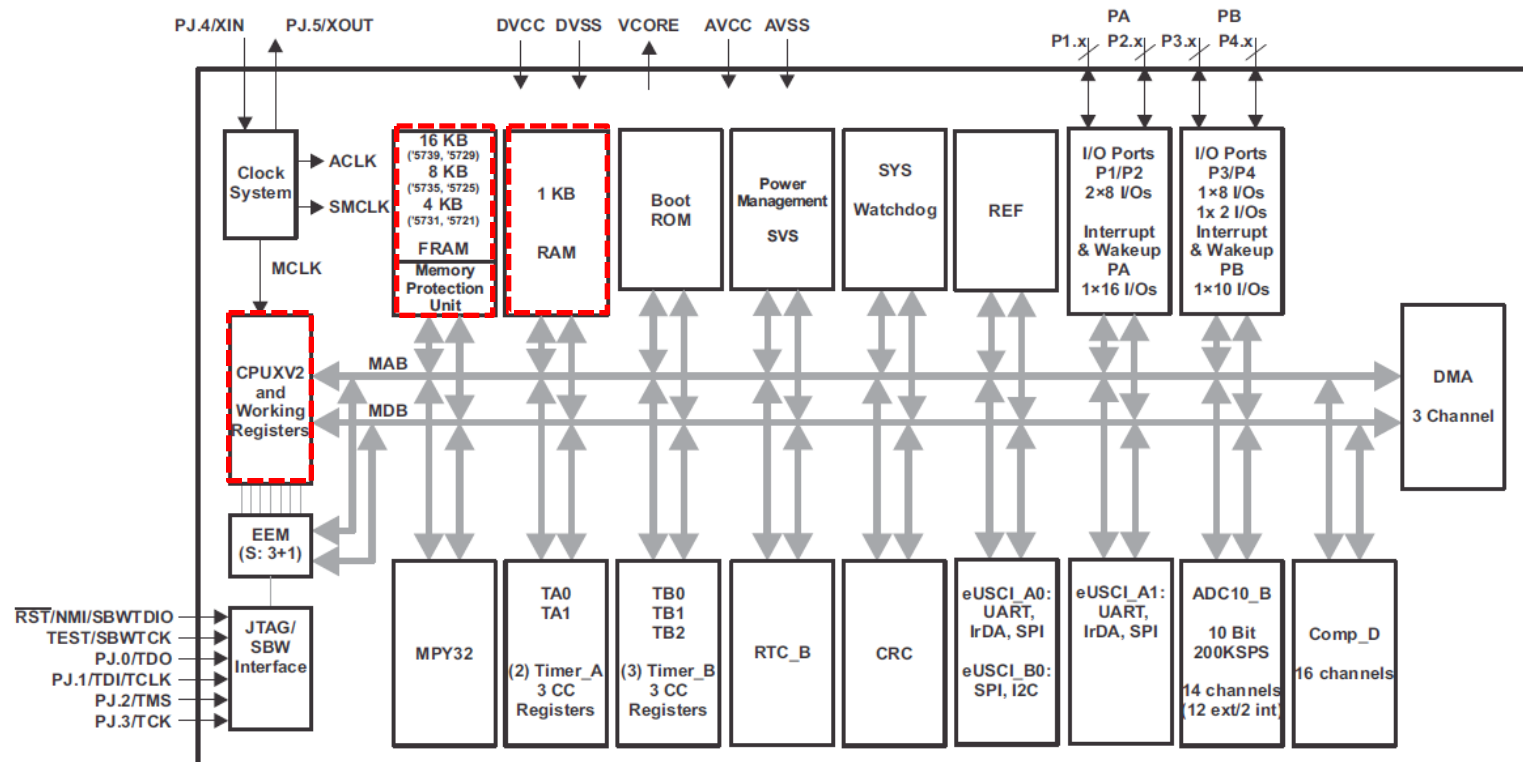 PJ.4/XIN
PJ.5/XOUT
DVCC
DVSS
VCORE
AVCC
AVSS
PA
P1.x
P2.x
PB
P3.x
P4.x
Clock
System
ACLK
SMCLK
MCLK
16 KB
('5739, '5729)
8 KB
('5735, '5725)
4 KB
('5731, '5721)
FRAM
Memory
Protection
Unit
1 KB
RAM
Boot
ROM
Power
Management
SVS
SYS
Watchdog
REF
I/O Ports
P1/P2
2×8 I/Os
Interrupt
& Wakeup
PA
1×16 I/Os
I/O Ports
P3/P4
1×8 I/Os
1x 2 I/Os
Interrupt
& Wakeup
PB
1×10 I/Os
CPUXV2
and
Working
Registers
MAB
MDB
DMA
3 Channel
EEM
(S: 3+1)
RST/NMI/SBWTDIO
TEST/SBWTCK
PJ.0/TDO
PJ.1/TDI/TCLK
PJ.2/TMS
PJ.3/TCK
JTAG/
SBW
Interface
MPY32
TA0
TA1
(2) Timer_A
3 CC
Registers
TB0
TB1
TB2
(3) Timer_B
3 CC
Registers
RTC_B
CRC
eUSCI_A0:
UART,
IrDA, SPI
eUSCI_B0:
SPI, I2C
eUSCI_A1:
UART,
IrDA, SPI
ADC10_B
10 Bit
200KSPS
14 channels
(12 ext/2 int)
Comp_D
16 channels